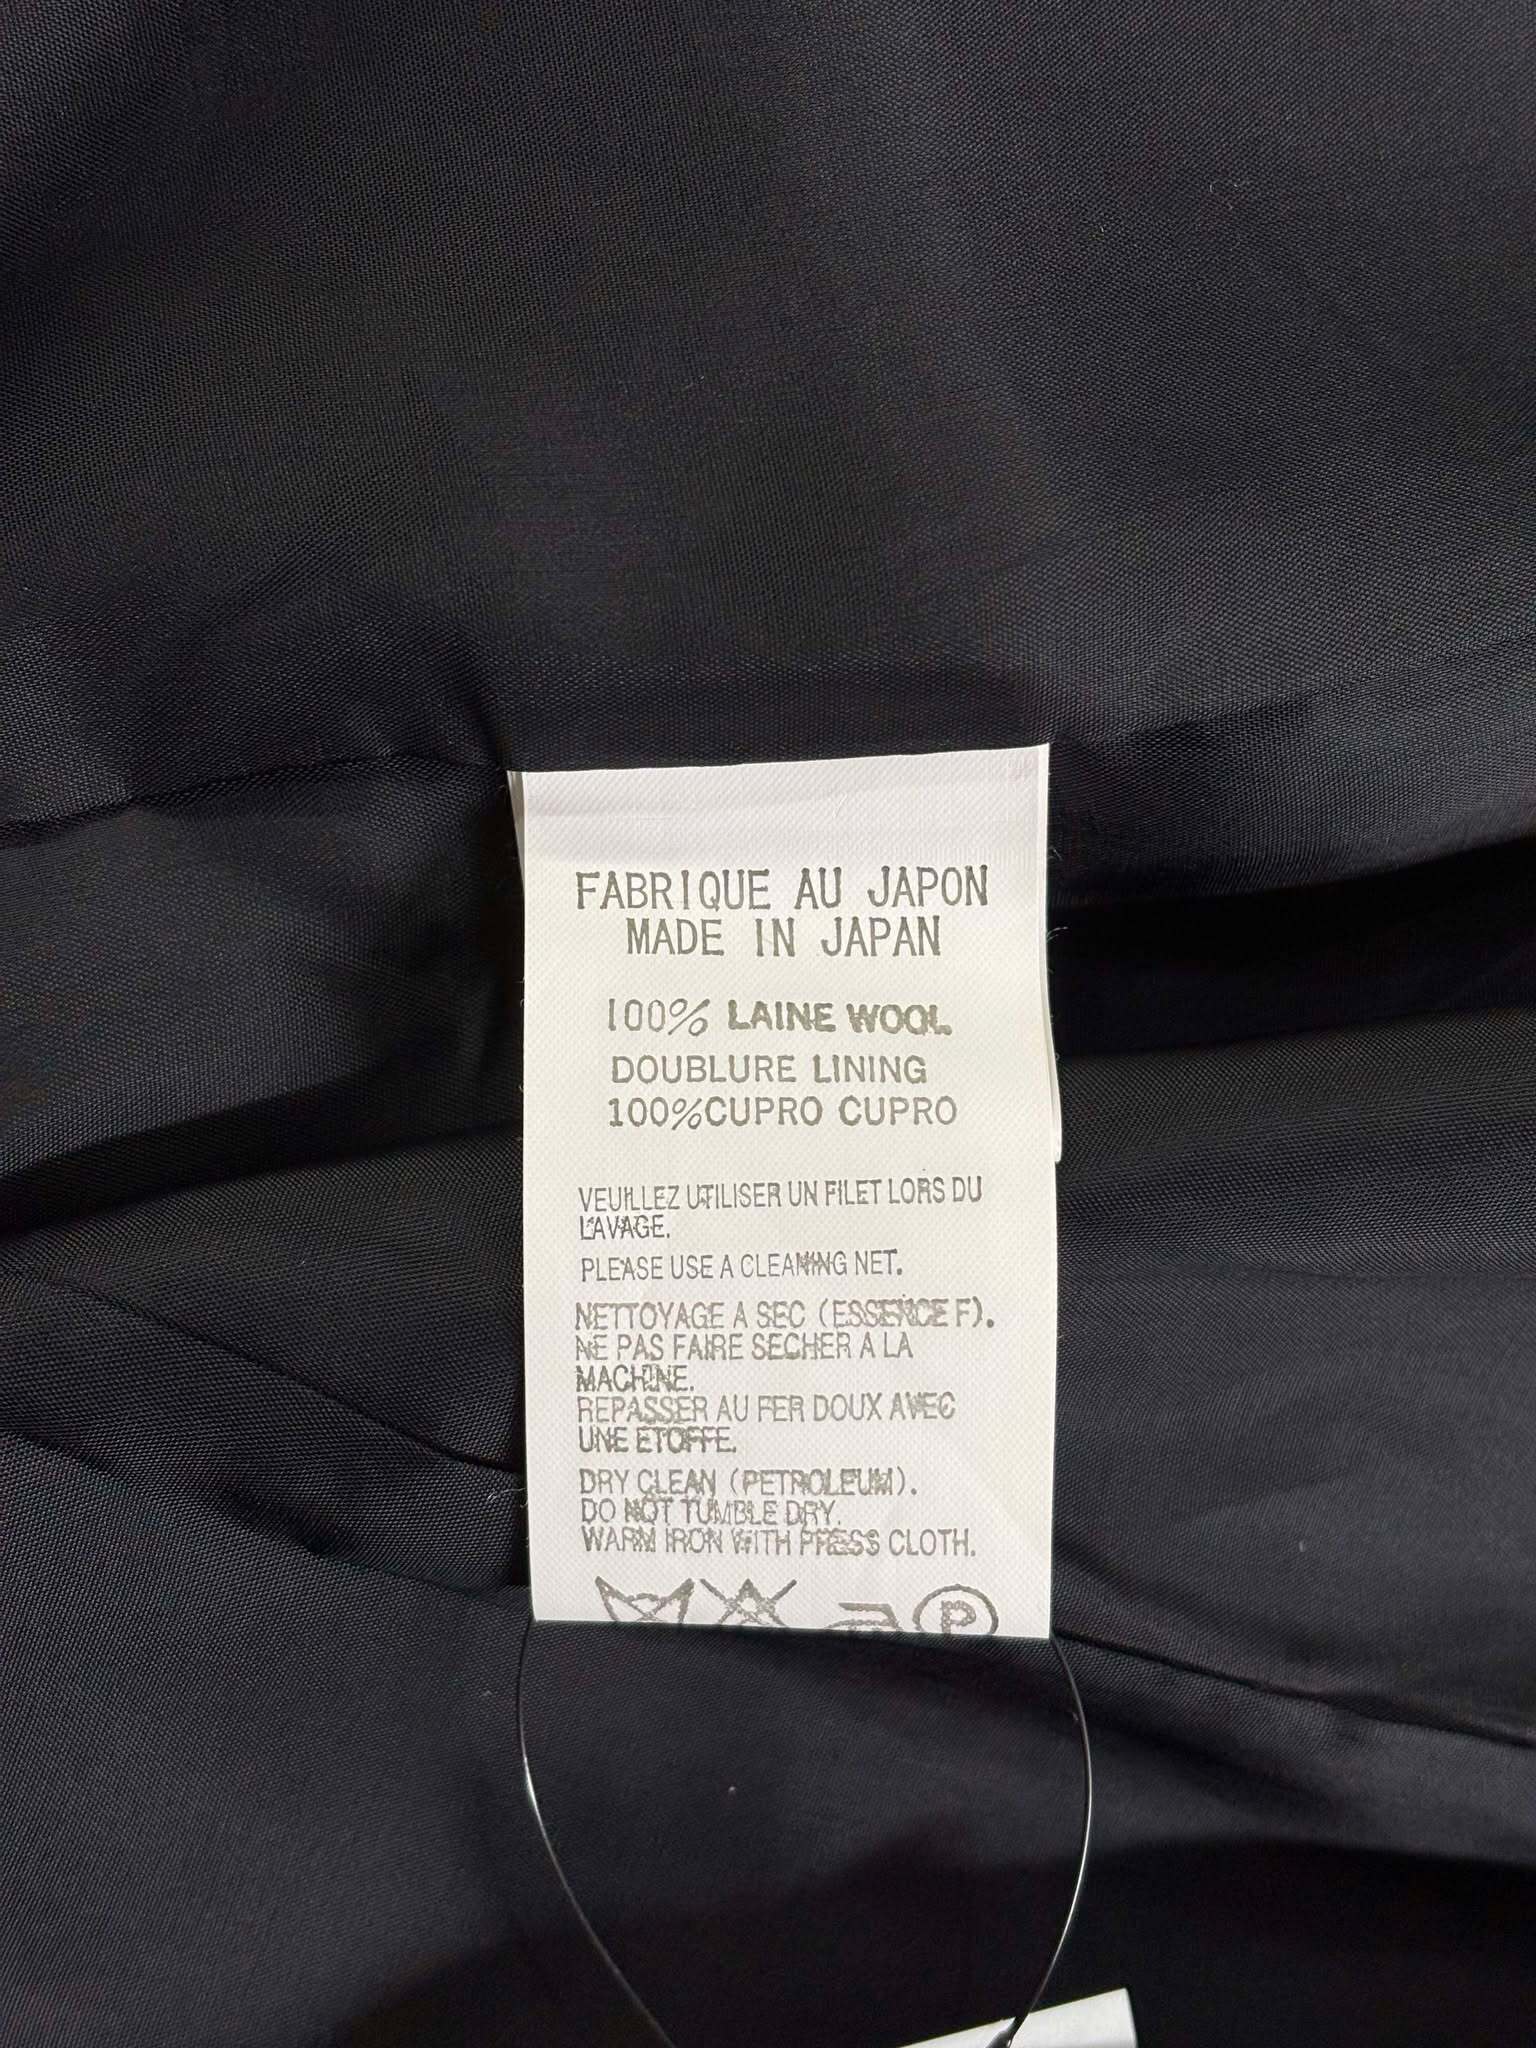 FABRIQUE AU JAPON
MADE IN JAPAN
100% LAINE WOOL
DOUBLURE LINING
100%CUPRO CUPRO
VEUILLEZ UTILISER UN FILET LORS DU
LAVAGE.
PLEASE USE A CLEANING NET.
NETTOYAGE A SEC (ESSENCE F).
NE PAS FAIRE SECHER A LA
MACHINE.
REPASSER AU FER DOUX AVEC
UNE ETOFFE.
DRY CLEAN (PETROLEUM).
DO NOT TUMBLE DRY.
WARM IRON WITH PRESS CLOTH.
P